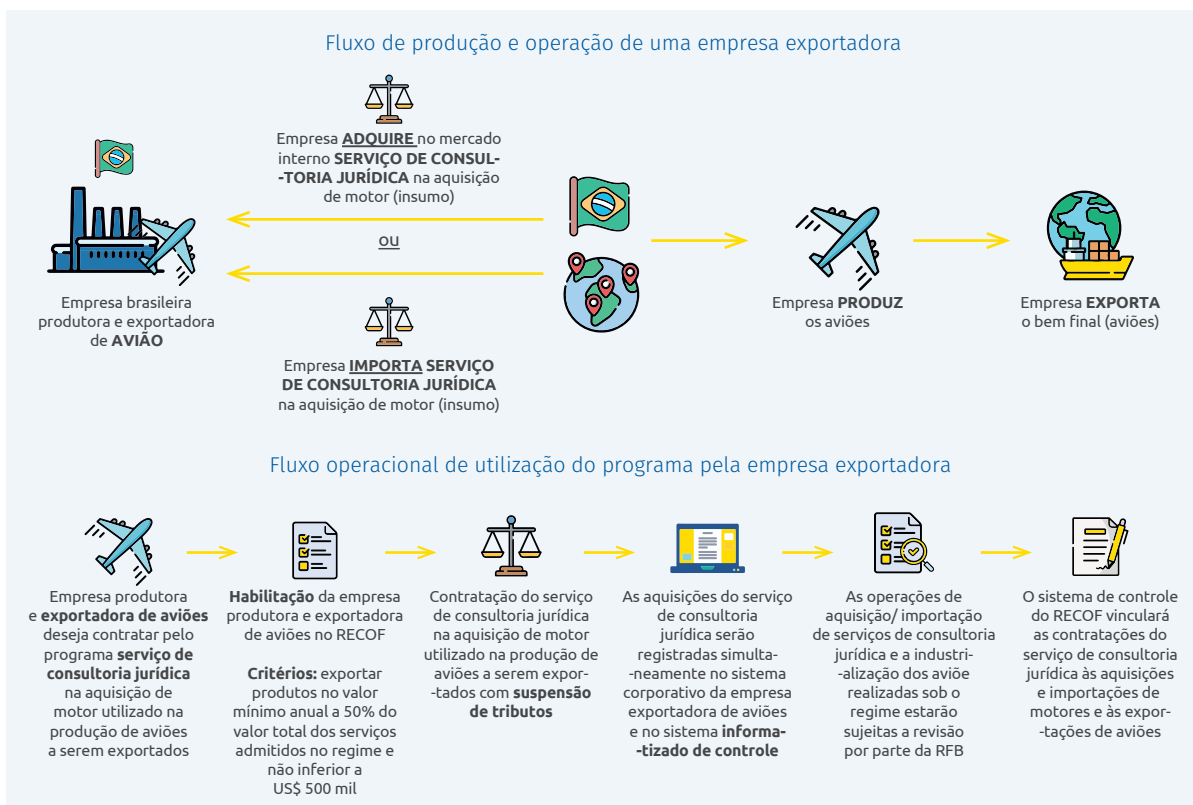 Fluxo de produção e operação de uma empresa exportadora
Empresa ADQUIRE no mercado
interno SERVIÇO DE CONSUL-
-TORIA JURÍDICA na aquisição
de motor (insumo)
OU
Empresa brasileira
produtora e exportadora
de AVIÃO
Empresa IMPORTA SERVIÇO
DE CONSULTORIA JURÍDICA
na aquisição de motor (insumo)
Empresa PRODUZ
os aviões
Empresa EXPORTA
o bem final (aviões)
Fluxo operacional de utilização do programa pela empresa exportadora
Empresa produtora
e exportadora de aviões
deseja contratar pelo
programa serviço de
consultoria jurídica
na aquisição de
motor utilizado na
produção de aviões
a serem exportados
Habilitação da empresa
produtora e exportadora
de aviões no RECOF
Critérios: exportar
produtos no valor
mínimo anual a 50% do
valor total dos serviços
admitidos no regime e
não inferior a
US$ 500 mil
Contratação do serviço
de consultoria jurídica
na aquisição de motor
utilizado na produção de
aviões a serem expor-
-tados com suspensão
de tributos
As aquisições do serviço
de consultoria
jurídica serão
registradas simulta-
-neamente no sistema
corporativo da empresa
exportadora de aviões
e no sistema informa-
-tizado de controle
As operações de
aquisição/ importação
de serviços de consultoria
jurídica e a industri-
-alização dos aviõe
realizadas sob o
regime estarão
sujeitas a revisão
por parte da RFB
O sistema de controle
do RECOF vinculará
as contratações do
serviço de consultoria
jurídica às aquisições
e importações de
motores e às expor-
-tações de aviões